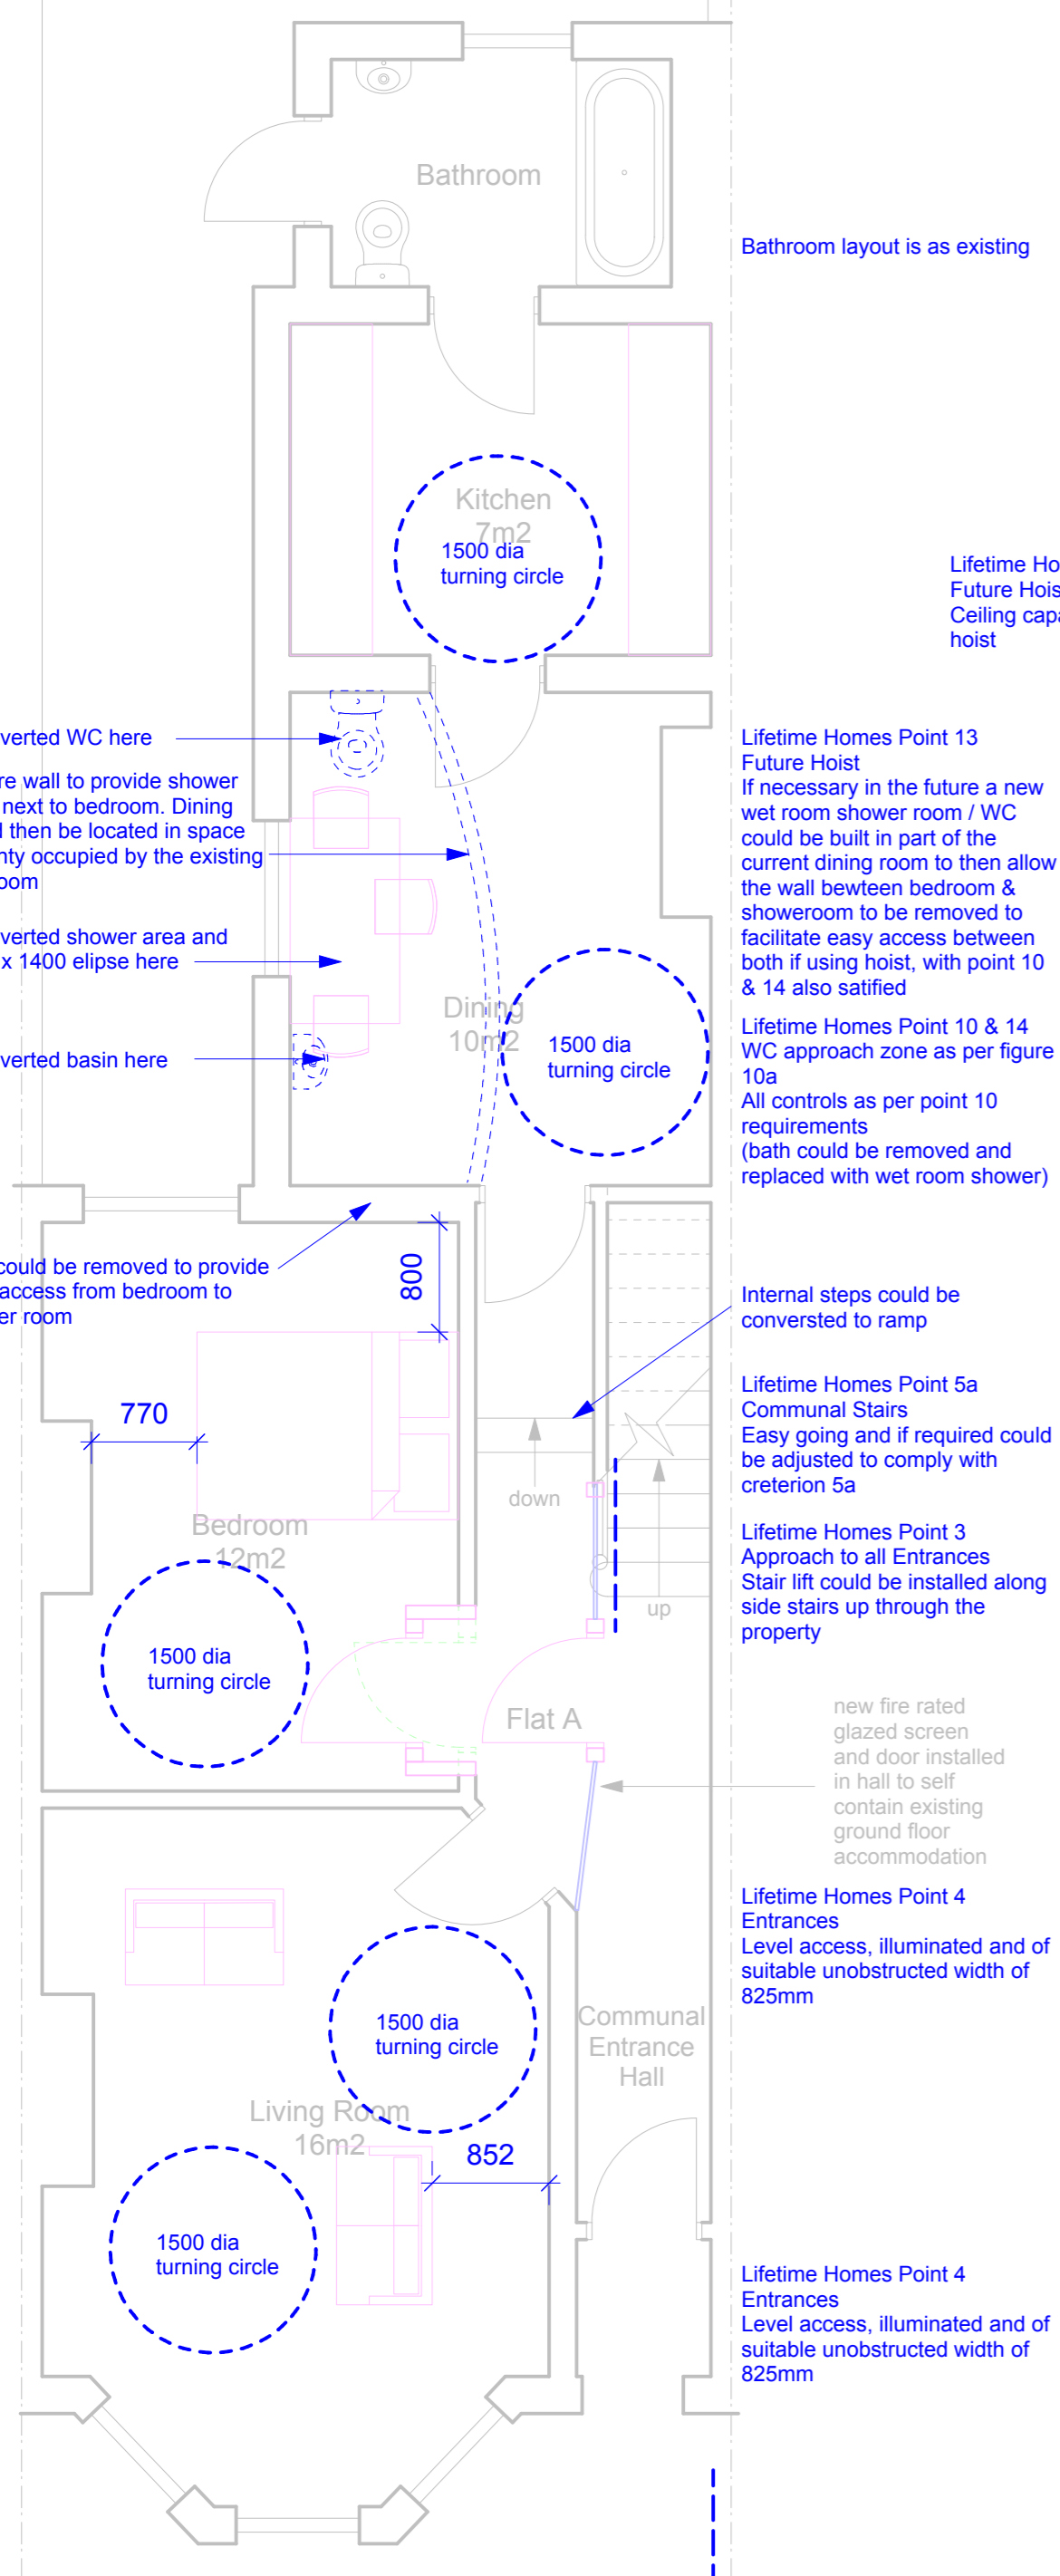 Bathroom
Bathroom layout is as existing
Kitchen
7m2
1500 dia
turning circle
Lifetime Ho
Future Hois
Ceiling capa
hoist
verted WC here
re wall to provide shower
next to bedroom. Dining
l then be located in space
nty occupied by the existing
oom
verted shower area and
x 1400 elipse here
verted basin here
Dining
10m2
1500 dia
turning circle
Lifetime Homes Point 13
Future Hoist
If necessary in the future a new
wet room shower room / WC
could be built in part of the
current dining room to then allow
the wall bewteen bedroom &
showeroom to be removed to
facilitate easy access between
both if using hoist, with point 10
& 14 also satified
Lifetime Homes Point 10 & 14
WC approach zone as per figure
10a
All controls as per point 10
requirements
(bath could be removed and
replaced with wet room shower)
could be removed to provide
access from bedroom to
er room
800
770
Internal steps could be
conversted to ramp
Lifetime Homes Point 5a
Communal Stairs
Easy going and if required could
be adjusted to comply with
creterion 5a
down
Bedroom
12m2
1500 dia
turning circle
up
Lifetime Homes Point 3
Approach to all Entrances
Stair lift could be installed along
side stairs up through the
property
Flat A
new fire rated
glazed screen
and door installed
in hall to self
contain existing
ground floor
accommodation
Lifetime Homes Point 4
Entrances
Level access, illuminated and of
suitable unobstructed width of
825mm
1500 dia
turning circle
Communal
Entrance
Hall
Living Room
16m2
852
1500 dia
turning circle
Lifetime Homes Point 4
Entrances
Level access, illuminated and of
suitable unobstructed width of
825mm